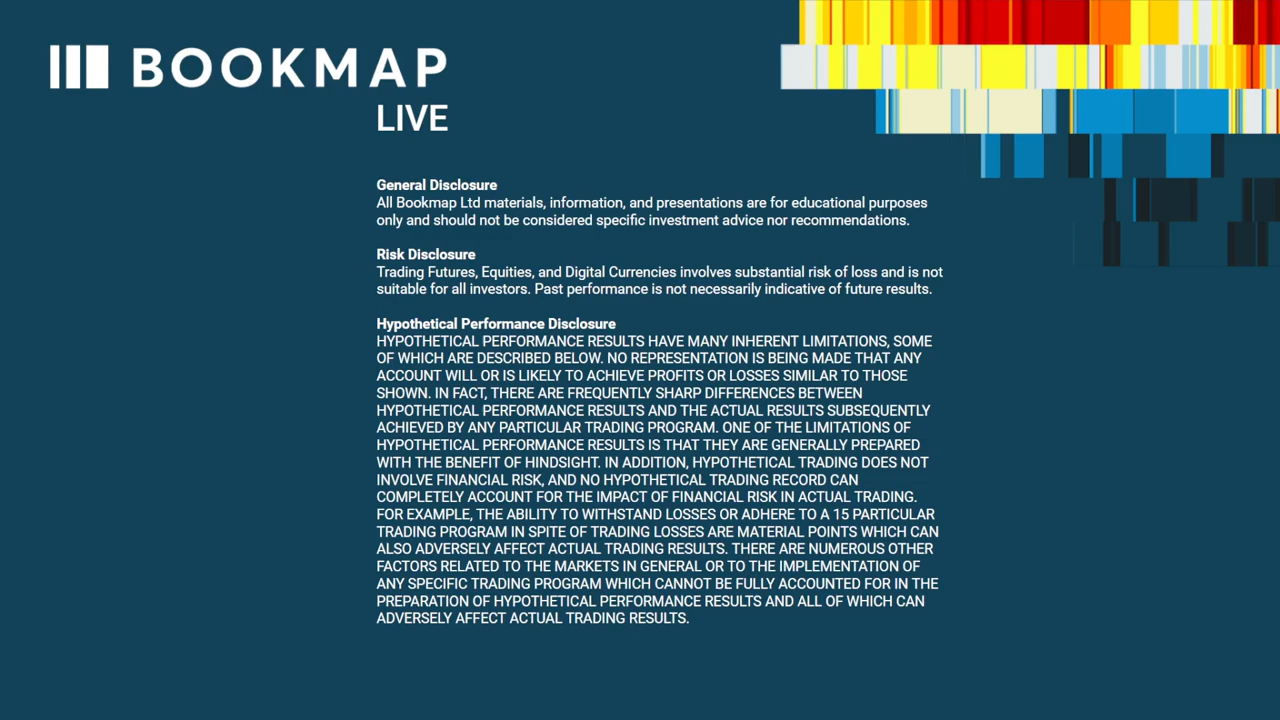 BOOKMAP
LIVE
General Disclosure
All Bookmap Ltd materials, information, and presentations are for educational purposes
only and should not be considered specific investment advice nor recommendations.
Risk Disclosure
Trading Futures, Equities, and Digital Currencies involves substantial risk of loss and is not
suitable for all investors. Past performance is not necessarily indicative of future results.
Hypothetical Performance Disclosure
HYPOTHETICAL PERFORMANCE RESULTS HAVE MANY INHERENT LIMITATIONS, SOME
OF WHICH ARE DESCRIBED BELOW. NO REPRESENTATION IS BEING MADE THAT ANY
ACCOUNT WILL OR IS LIKELY TO ACHIEVE PROFITS OR LOSSES SIMILAR TO THOSE
SHOWN. IN FACT, THERE ARE FREQUENTLY SHARP DIFFERENCES BETWEEN
HYPOTHETICAL PERFORMANCE RESULTS AND THE ACTUAL RESULTS SUBSEQUENTLY
ACHIEVED BY ANY PARTICULAR TRADING PROGRAM. ONE OF THE LIMITATIONS OF
HYPOTHETICAL PERFORMANCE RESULTS IS THAT THEY ARE GENERALLY PREPARED
WITH THE BENEFIT OF HINDSIGHT. IN ADDITION, HYPOTHETICAL TRADING DOES NOT
INVOLVE FINANCIAL RISK, AND NO HYPOTHETICAL TRADING RECORD CAN
COMPLETELY ACCOUNT FOR THE IMPACT OF FINANCIAL RISK IN ACTUAL TRADING.
FOR EXAMPLE, THE ABILITY TO WITHSTAND LOSSES OR ADHERE TO A 15 PARTICULAR
TRADING PROGRAM IN SPITE OF TRADING LOSSES ARE MATERIAL POINTS WHICH CAN
ALSO ADVERSELY AFFECT ACTUAL TRADING RESULTS. THERE ARE NUMEROUS OTHER
FACTORS RELATED TO THE MARKETS IN GENERAL OR TO THE IMPLEMENTATION OF
ANY SPECIFIC TRADING PROGRAM WHICH CANNOT BE FULLY ACCOUNTED FOR IN THE
PREPARATION OF HYPOTHETICAL PERFORMANCE RESULTS AND ALL OF WHICH CAN
ADVERSELY AFFECT ACTUAL TRADING RESULTS.